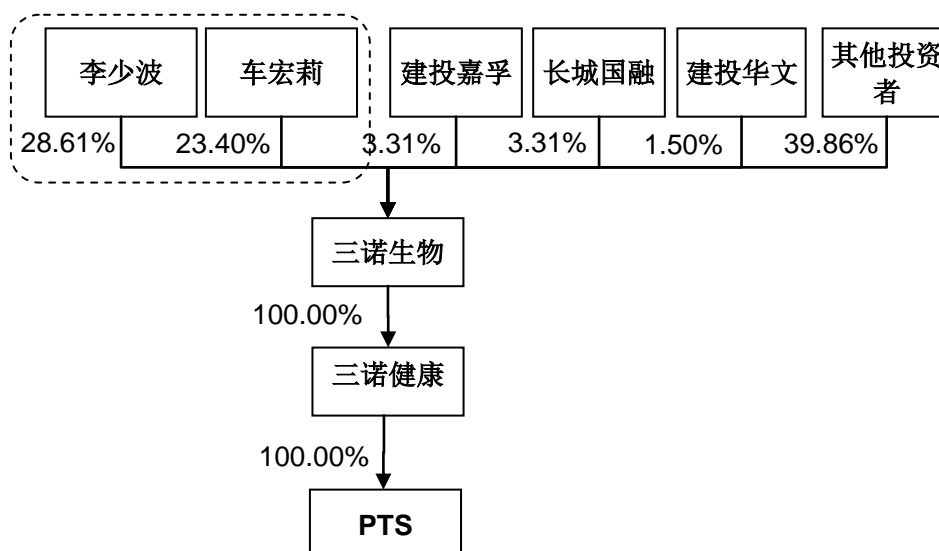 李少波
车宏莉
建投嘉孚
长城国融
建投华文
其他投资
者
28.61%
23.40%
3.31%
3.31%
1.50%
39.86%
三诺生物
100.00%
三诺健康
100.00%
PTS